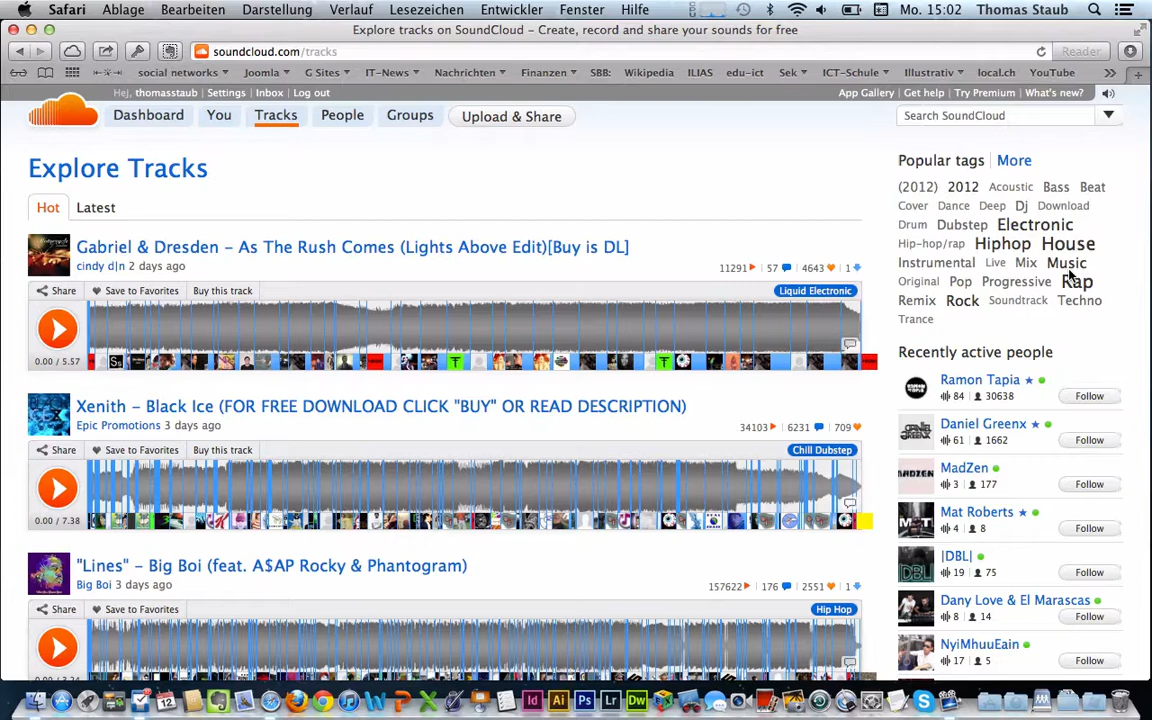 Safari Ablage Bearbeiten Darstellung Verlauf Lesezeichen Entwickler Fenster Hilfe Mo. 15:02 Thomas Staub
Explore tracks on SoundCloud - Create, record and share your sounds for free
soundcloud.com/tracks Reader
social networks Joomla G Sites IT-News Nachrichten Finanzen SBB: Wikipedia ILIAS edu-ict Sek ICT-Schule Illustrativ local.ch YouTube
Hej, thomasstaub Settings Inbox Log out App Gallery Get help Try Premium What's new?
Dashboard You Tracks People Groups Upload & Share Search SoundCloud
Explore Tracks
Hot Latest
Gabriel & Dresden – As The Rush Comes (Lights Above Edit)[Buy is DL]
cindy d|n 2 days ago 11291 57 4643 1
Share Save to Favorites Buy this track Liquid Electronic
0.00 / 5.57
Xenith – Black Ice (FOR FREE DOWNLOAD CLICK "BUY" OR READ DESCRIPTION)
Epic Promotions 3 days ago 34103 6231 709
Share Save to Favorites Buy this track Chill Dubstep
0.00 / 7.38
"Lines" – Big Boi (feat. A$AP Rocky & Phantogram)
Big Boi 3 days ago 157622 176 2551 1
Share Save to Favorites Hip Hop
Popular tags More
(2012) 2012 Acoustic Bass Beat
Cover Dance Deep Dj Download
Drum Dubstep Electronic
Hip-hop/rap Hiphop House
Instrumental Live Mix Music
Original Pop Progressive Rap
Remix Rock Soundtrack Techno
Trance
Recently active people
Ramon Tapia
84 30638 Follow
Daniel Greenx
61 1662 Follow
MadZen
3 177 Follow
Mat Roberts
4 8 Follow
|DBL|
19 75 Follow
Dany Love & El Marascas
8 14 Follow
NyiMhuuEain
17 5 Follow
Id Ai Ps Lr Dw